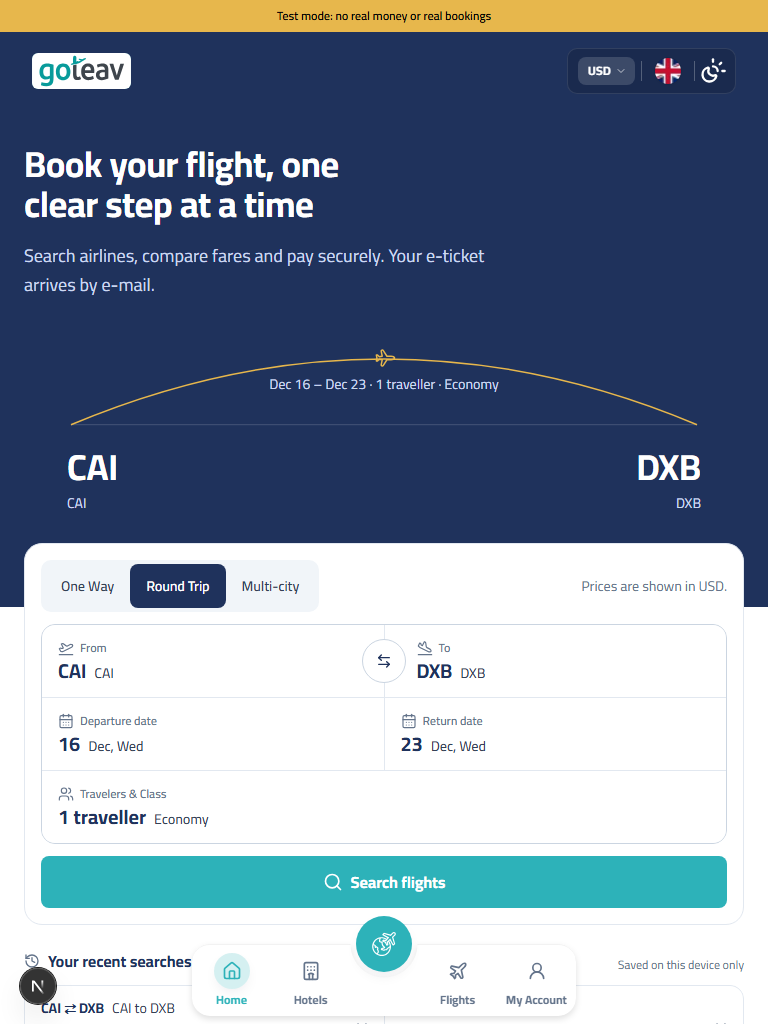 Test mode: no real money or real bookings
goteav
USD
Book your flight, one
clear step at a time
Search airlines, compare fares and pay securely. Your e-ticket
arrives by e-mail.
Dec 16 – Dec 23 · 1 traveller · Economy
CAI
DXB
CAI
DXB
One Way
Round Trip
Multi-city
Prices are shown in USD.
From
CAI CAI
To
DXB DXB
Departure date
16 Dec, Wed
Return date
23 Dec, Wed
Travelers & Class
1 traveller Economy
Search flights
Your recent searches
Saved on this device only
N
CAI ⇄ DXB CAI to DXB
Home
Hotels
Flights
My Account